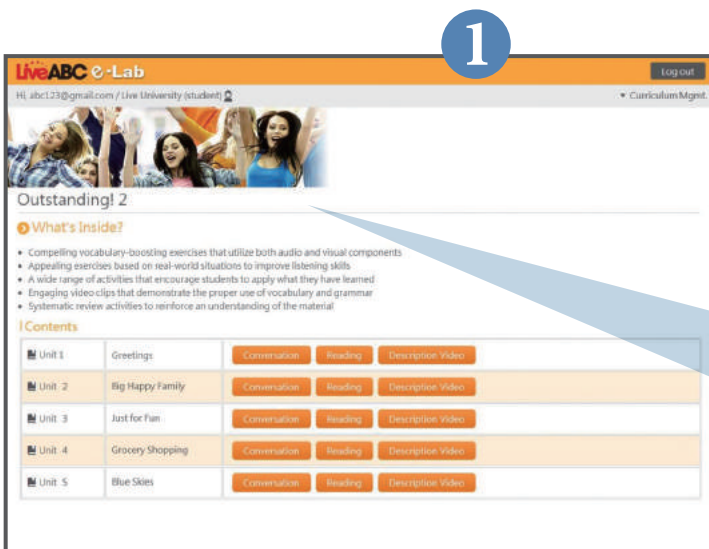 1
LiveABC e-Lab
Log out
Hi, abc123@gmail.com / Live University (student)
Curriculum Mgmt.
Outstanding! 2
What's Inside?
• Compelling vocabulary-boosting exercises that utilize both audio and visual components
• Appealing exercises based on real-world situations to improve listening skills
• A wide range of activities that encourage students to apply what they have learned
• Engaging video clips that demonstrate the proper use of vocabulary and grammar
• Systematic review activities to reinforce an understanding of the material
Contents
Unit 1 Greetings Conversation Reading Description Video
Unit 2 Big Happy Family Conversation Reading Description Video
Unit 3 Just for Fun Conversation Reading Description Video
Unit 4 Grocery Shopping Conversation Reading Description Video
Unit 5 Blue Skies Conversation Reading Description Video